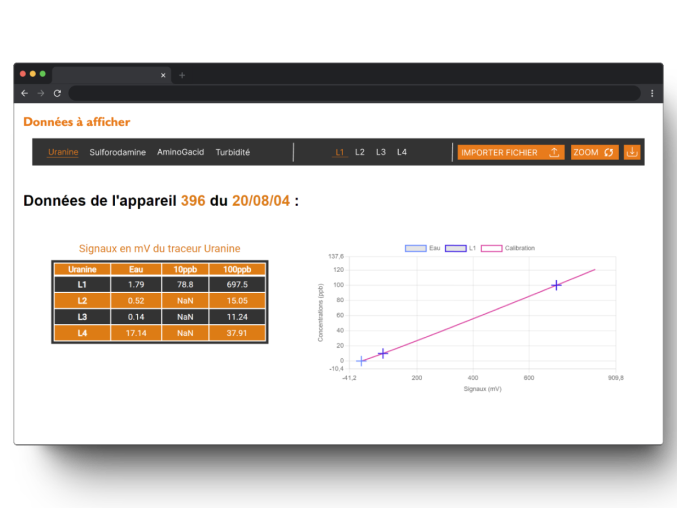 Données à afficher
Uranine Sulforodamine AminoGacid Turbidité L1 L2 L3 L4 IMPORTER FICHIER ZOOM
Données de l'appareil 396 du 20/08/04 :
Signaux en mV du traceur Uranine
Uranine Eau 10ppb 100ppb
L1 1.79 78.8 697.5
L2 0.52 NaN 15.05
L3 0.14 NaN 11.24
L4 17.14 NaN 37.91
Eau L1 Calibration
Concentrations (ppb)
137,6
120
100
80
60
40
20
0
-10,4
-41,2 200 400 600 908,8
Signaux (mV)